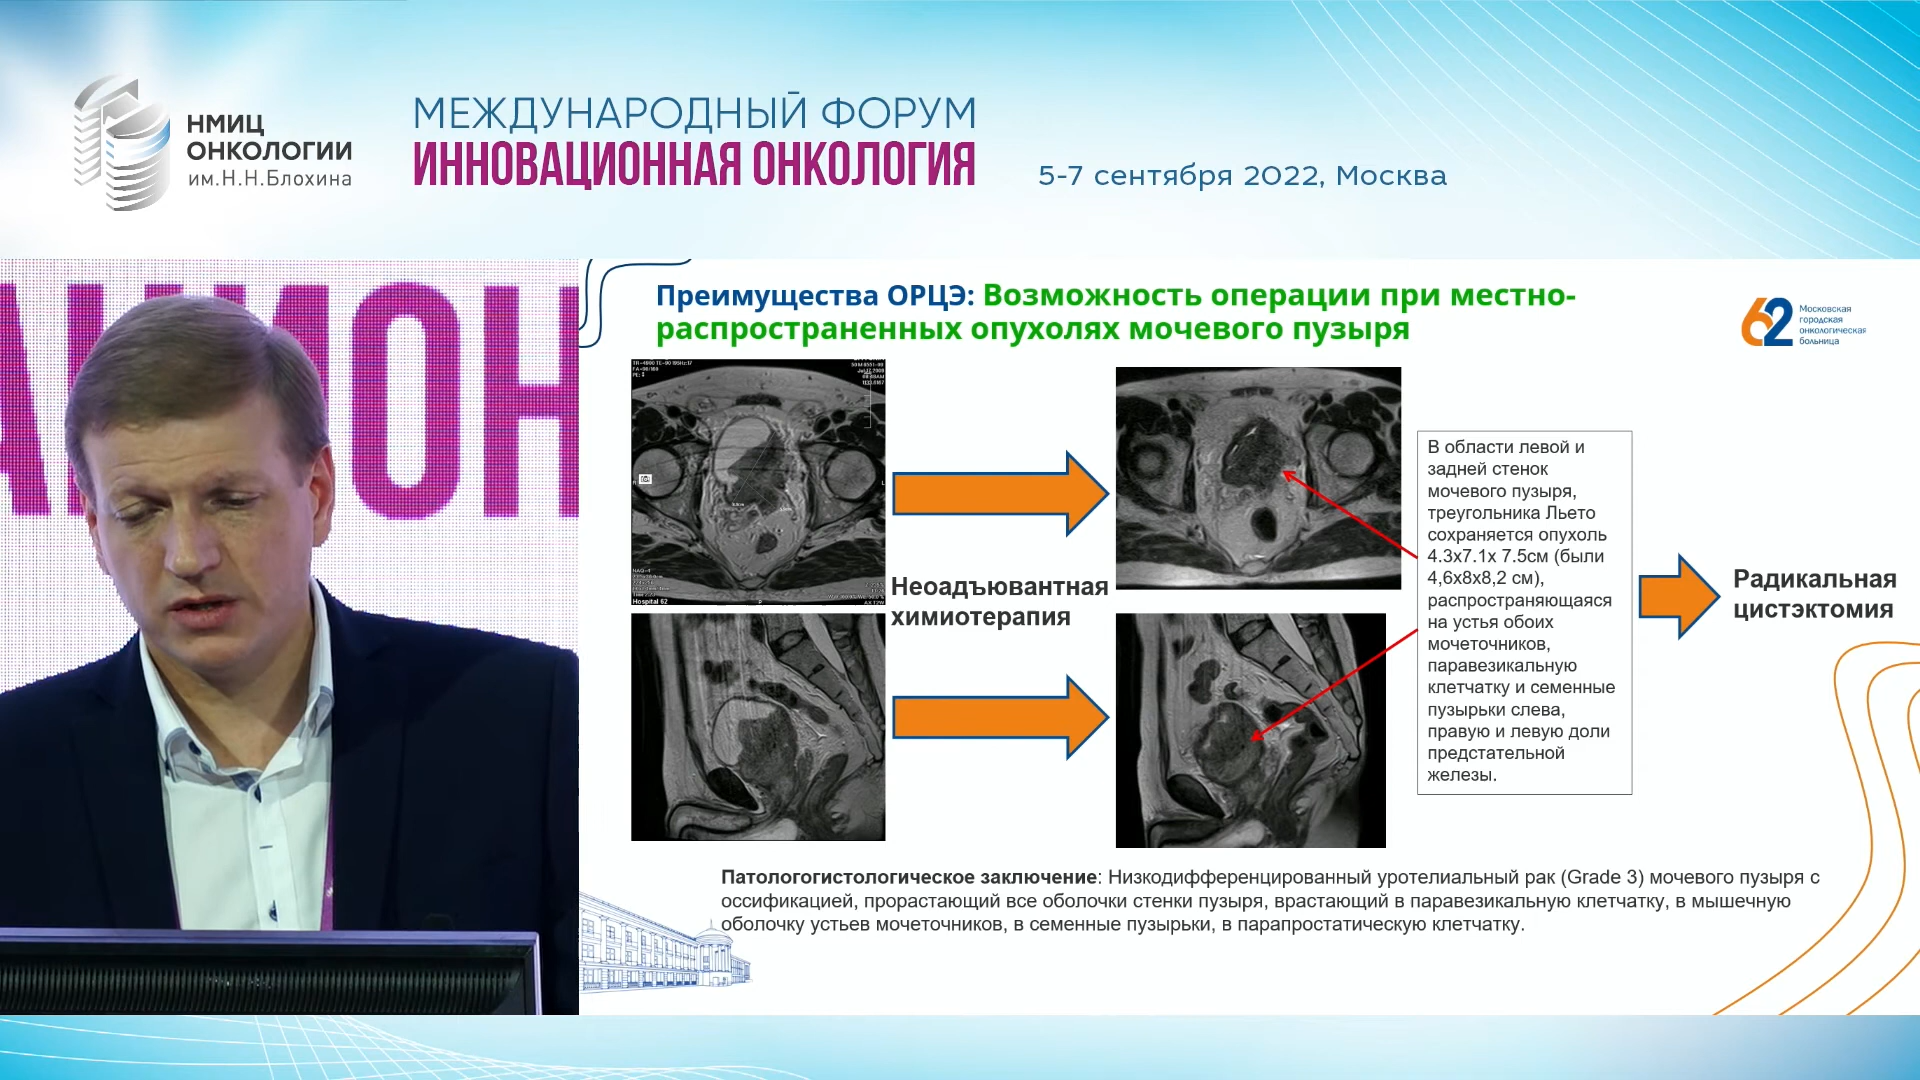 НМИЦ
ОНКОЛОГИИ
им.Н.Н.Блохина
МЕЖДУНАРОДНЫЙ ФОРУМ
ИННОВАЦИОННАЯ ОНКОЛОГИЯ
5-7 сентября 2022, Москва
Преимущества ОРЦЭ: Возможность операции при местно-
распространенных опухолях мочевого пузыря
62
Московская
городская
онкологическая
больница
Hospital 62
Неоадъювантная
химиотерапия
В области левой и
задней стенок
мочевого пузыря,
треугольника Льето
сохраняется опухоль
4.3х7.1х 7.5см (были
4,6х8х8,2 см),
распространяющаяся
на устья обоих
мочеточников,
паравезикальную
клетчатку и семенные
пузырьки слева,
правую и левую доли
предстательной
железы.
Радикальная
цистэктомия
Патологогистологическое заключение: Низкодифференцированный уротелиальный рак (Grade 3) мочевого пузыря с
оссификацией, прорастающий все оболочки стенки пузыря, врастающий в паравезикальную клетчатку, в мышечную
оболочку устьев мочеточников, в семенные пузырьки, в парапростатическую клетчатку.